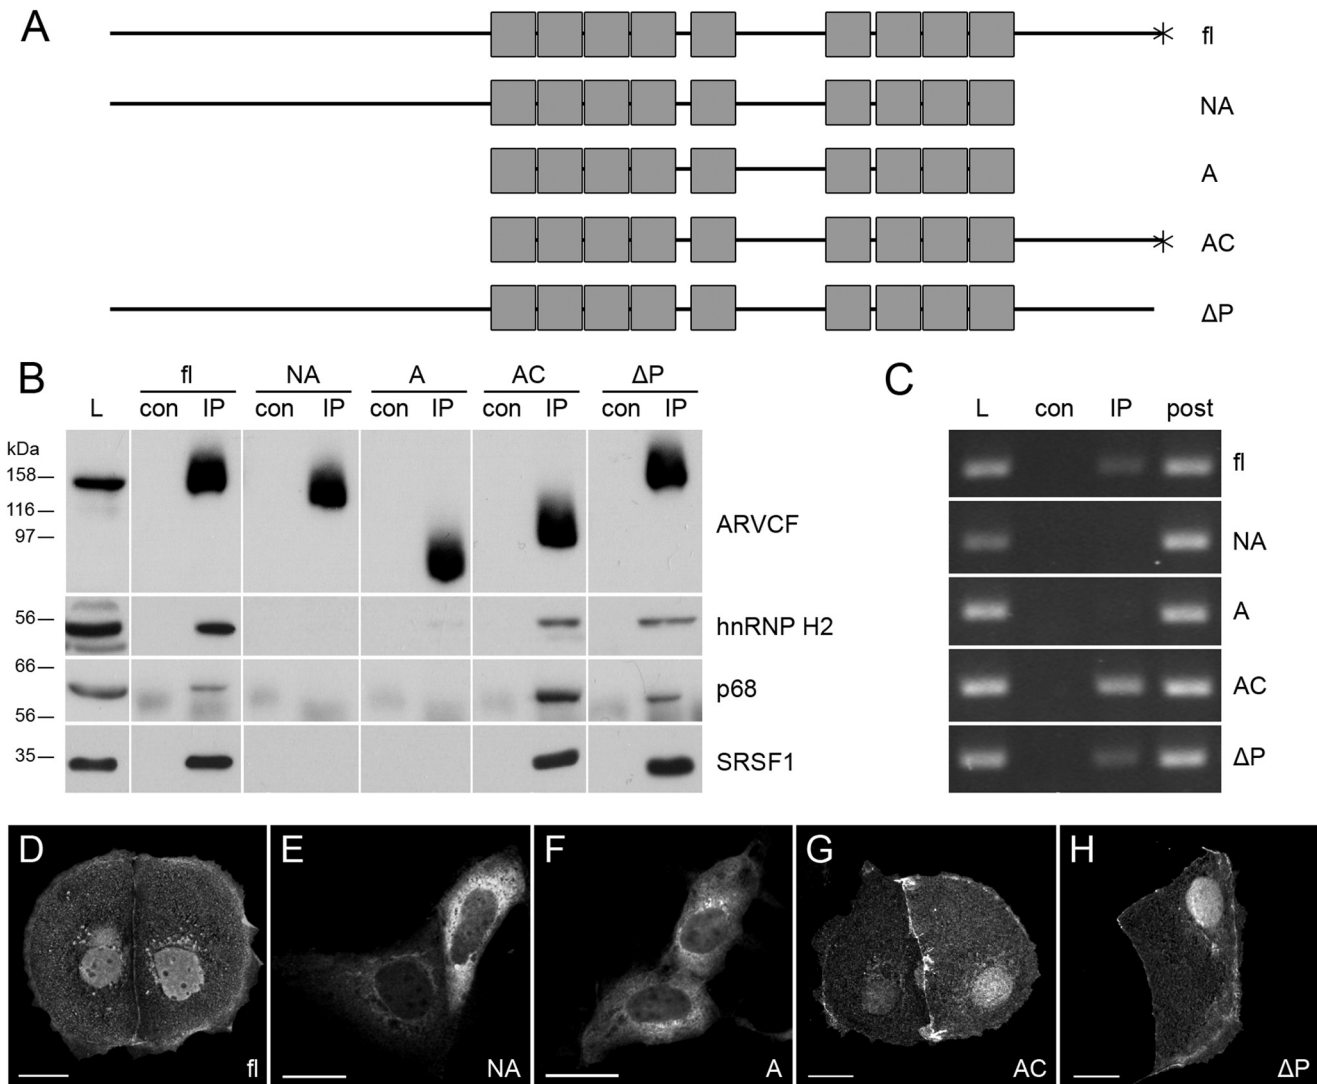 A
fl
NA
A
AC
ΔP
B
fl NA A AC ΔP
L con IP con IP con IP con IP con IP
kDa
158
116
97
ARVCF
56
hnRNP H2
66
p68
56
35
SRSF1
C
L con IP post
fl
NA
A
AC
ΔP
D
fl
E
NA
F
A
G
AC
H
ΔP